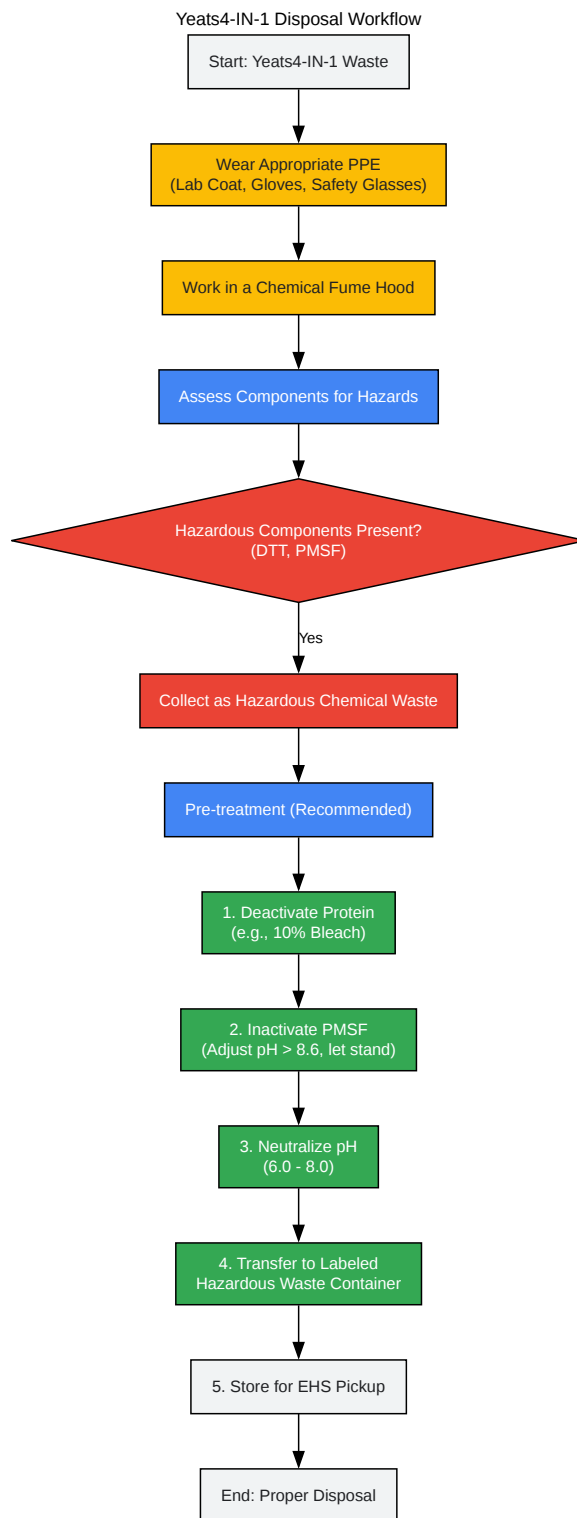 Yeats4-IN-1 Disposal Workflow
Start: Yeats4-IN-1 Waste
Wear Appropriate PPE
(Lab Coat, Gloves, Safety Glasses)
Work in a Chemical Fume Hood
Assess Components for Hazards
Hazardous Components Present?
(DTT, PMSF)
Yes
Collect as Hazardous Chemical Waste
Pre-treatment (Recommended)
1. Deactivate Protein
(e.g., 10% Bleach)
2. Inactivate PMSF
(Adjust pH > 8.6, let stand)
3. Neutralize pH
(6.0 - 8.0)
4. Transfer to Labeled
Hazardous Waste Container
5. Store for EHS Pickup
End: Proper Disposal